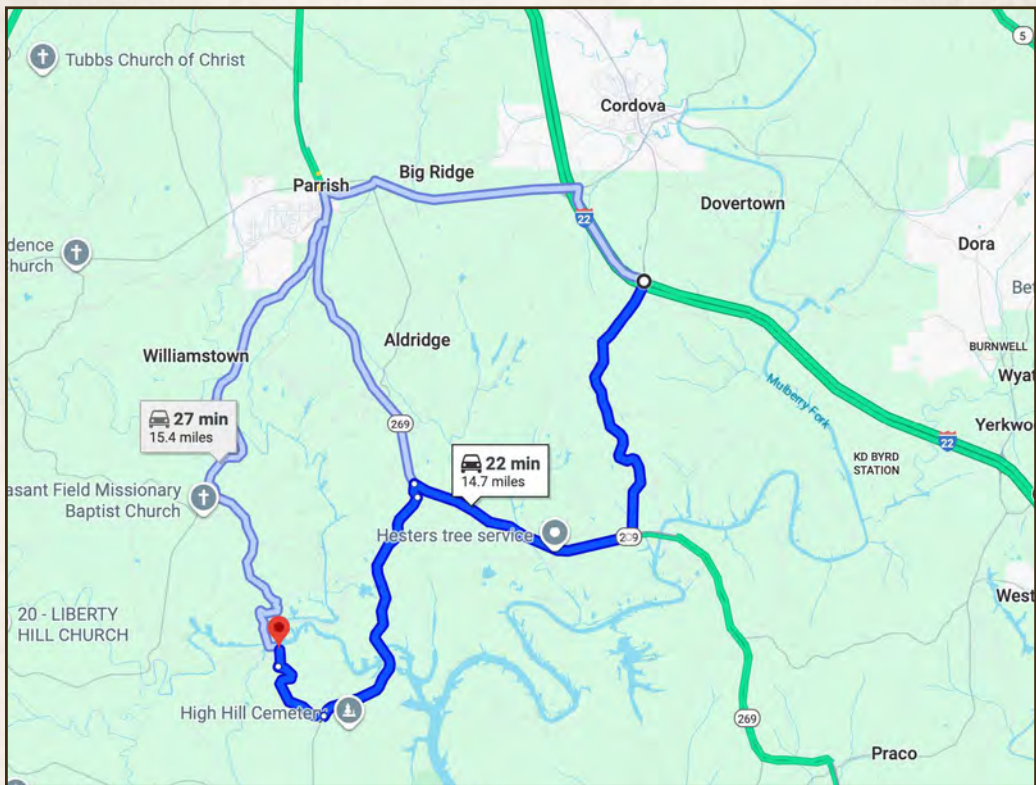 5
Tubbs Church of Christ
Cordova
Big Ridge
Parrish
Dovertown
22
dence
hurch
Dora
Bet
Aldridge
BURNWELL
Williamstown
Wyat
Mulberry Fork
27 min
15.4 miles
269
Yerkwo
22
22 min
14.7 miles
KD BYRD
STATION
asant Field Missionary
Baptist Church
Hesters tree service
West
20 - LIBERTY
HILL CHURCH
High Hill Cemeter
269
Praco